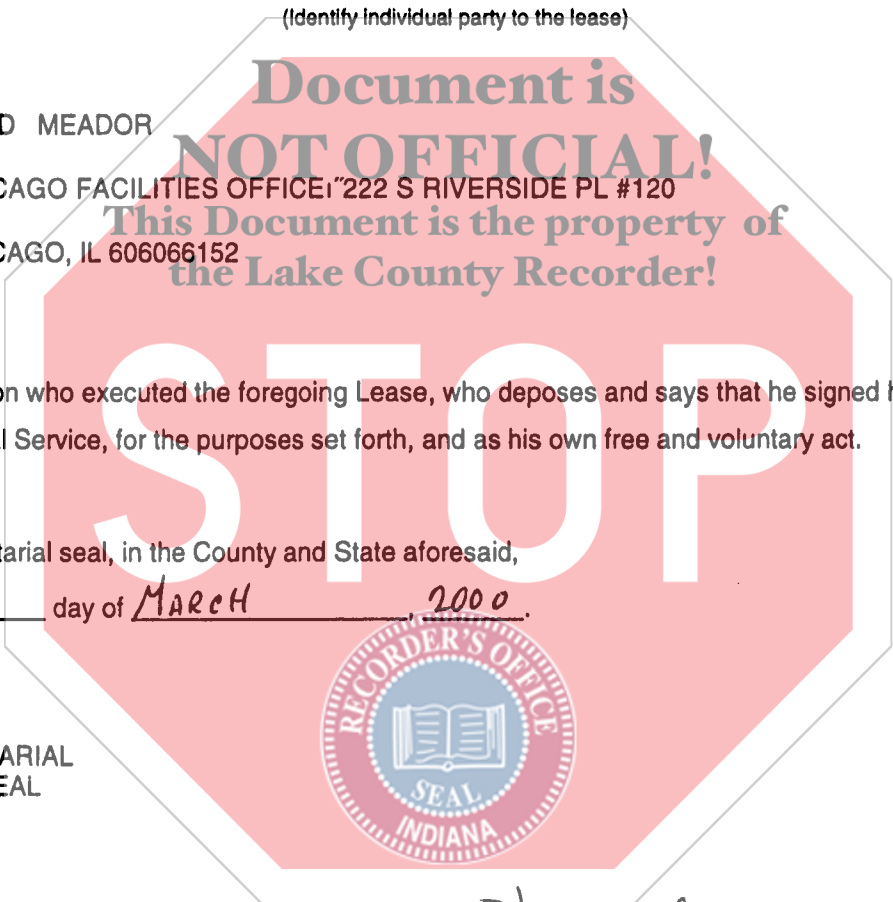 (Identify individual party to the lease)
Document is
D MEADOR
NOT OFFICIAL!
CAGO FACILITIES OFFICE 222 S RIVERSIDE PL #120
This Document is the property of
CAGO, IL 606066152
the Lake County Recorder!
STOP
on who executed the foregoing Lease, who deposes and says that he signed h
l Service, for the purposes set forth, and as his own free and voluntary act.
tarial seal, in the County and State aforesaid,
day of MARCH, 2000.
RECORDER'S OFFICE
SEAL
INDIANA
ARIAL
EAL